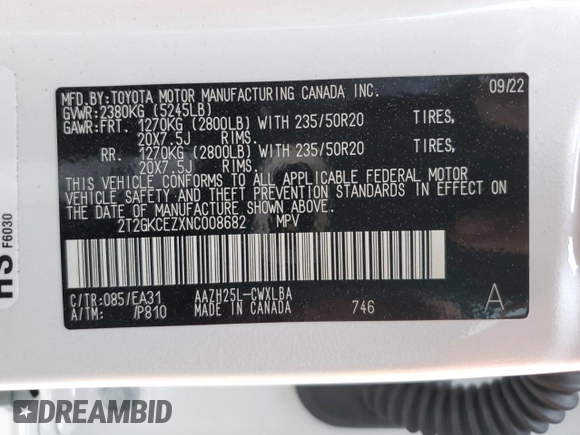 MFD.BY:TOYOTA MOTOR MANUFACTURING CANADA INC. 09/22
GVWR:2380KG (5245LB)
GAWR:FRT. 1270KG (2800LB) WITH 235/50R20 TIRES,
20X7.5J RIMS.
RR. 1270KG (2800LB) WITH 235/50R20 TIRES,
20X7.5J RIMS.
THIS VEHICLE CONFORMS TO ALL APPLICABLE FEDERAL MOTOR
VEHICLE SAFETY AND THEFT PREVENTION STANDARDS IN EFFECT ON
THE DATE OF MANUFACTURE SHOWN ABOVE.
2T2GKCEZXNC008682 MPV
C/TR:085/EA31 AAZH25L-CWXLBA
A/TM: /P810 MADE IN CANADA 746 A
HS
F6030
DREAMBID